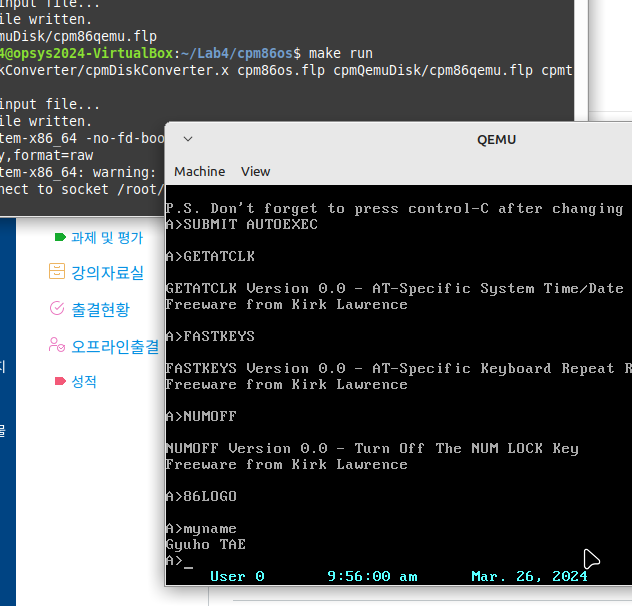 input file...
ile written.
muDisk/cpm86qemu.flp
4@opsys2024-VirtualBox:~/Lab4/cpm86os$ make run
kConverter/cpmDiskConverter.x cpm86os.flp cpmQemuDisk/cpm86qemu.flp cpmt
input file...
ile written.
tem-x86_64 -no-fd-boo
y,format=raw
tem-x86_64: warning:
nect to socket /root/
QEMU
Machine View
P.S. Don't forget to press control-C after changing
A>SUBMIT AUTOEXEC
A>GETATCLK
GETATCLK Version 0.0 - AT-Specific System Time/Date
Freeware from Kirk Lawrence
A>FASTKEYS
FASTKEYS Version 0.0 - AT-Specific Keyboard Repeat R
Freeware from Kirk Lawrence
A>NUMOFF
NUMOFF Version 0.0 - Turn Off The NUM LOCK Key
Freeware from Kirk Lawrence
A>86LOGO
A>myname
Gyuho TAE
A>_
User 0 9:56:00 am Mar. 26, 2024
과제 및 평가
강의자료실
출결현황
오프라인출결
성적